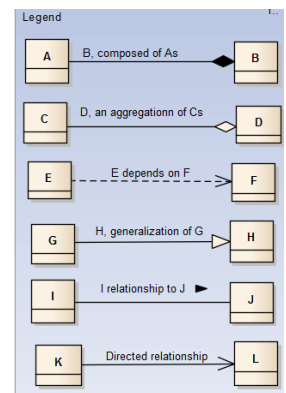 Legend
A B, composed of As B
C D, an aggregationn of Cs D
E E depends on F F
G H, generalization of G H
I I relationship to J J
K Directed relationship L